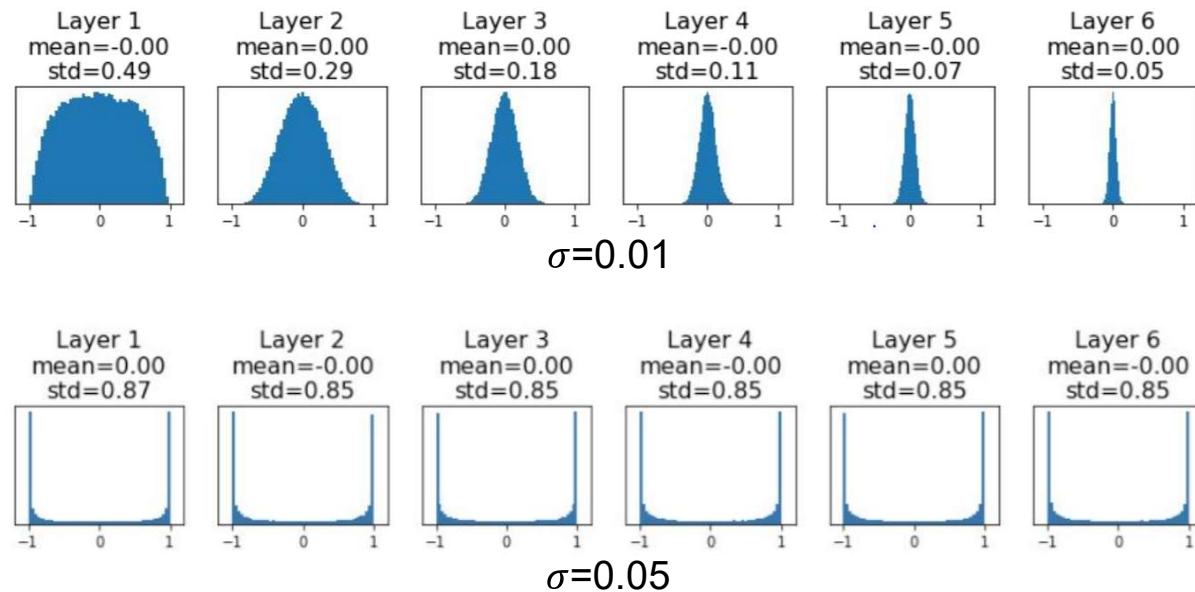 Layer 1 Layer 2 Layer 3 Layer 4 Layer 5 Layer 6
mean=-0.00 mean=0.00 mean=0.00 mean=-0.00 mean=-0.00 mean=0.00
std=0.49 std=0.29 std=0.18 std=0.11 std=0.07 std=0.05
−1 0 1 −1 0 1 −1 0 1 −1 0 1 −1 0 1 −1 0 1
σ=0.01
Layer 1 Layer 2 Layer 3 Layer 4 Layer 5 Layer 6
mean=0.00 mean=-0.00 mean=0.00 mean=-0.00 mean=0.00 mean=-0.00
std=0.87 std=0.85 std=0.85 std=0.85 std=0.85 std=0.85
−1 0 1 −1 0 1 −1 0 1 −1 0 1 −1 0 1 −1 0 1
σ=0.05